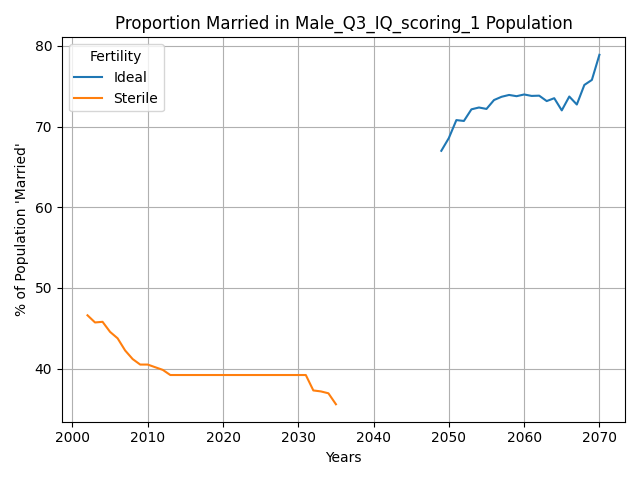 Proportion Married in Male_Q3_IQ_scoring_1 Population
Fertility
Ideal
Sterile
% of Population 'Married'
80
70
60
50
40
2000 2010 2020 2030 2040 2050 2060 2070
Years